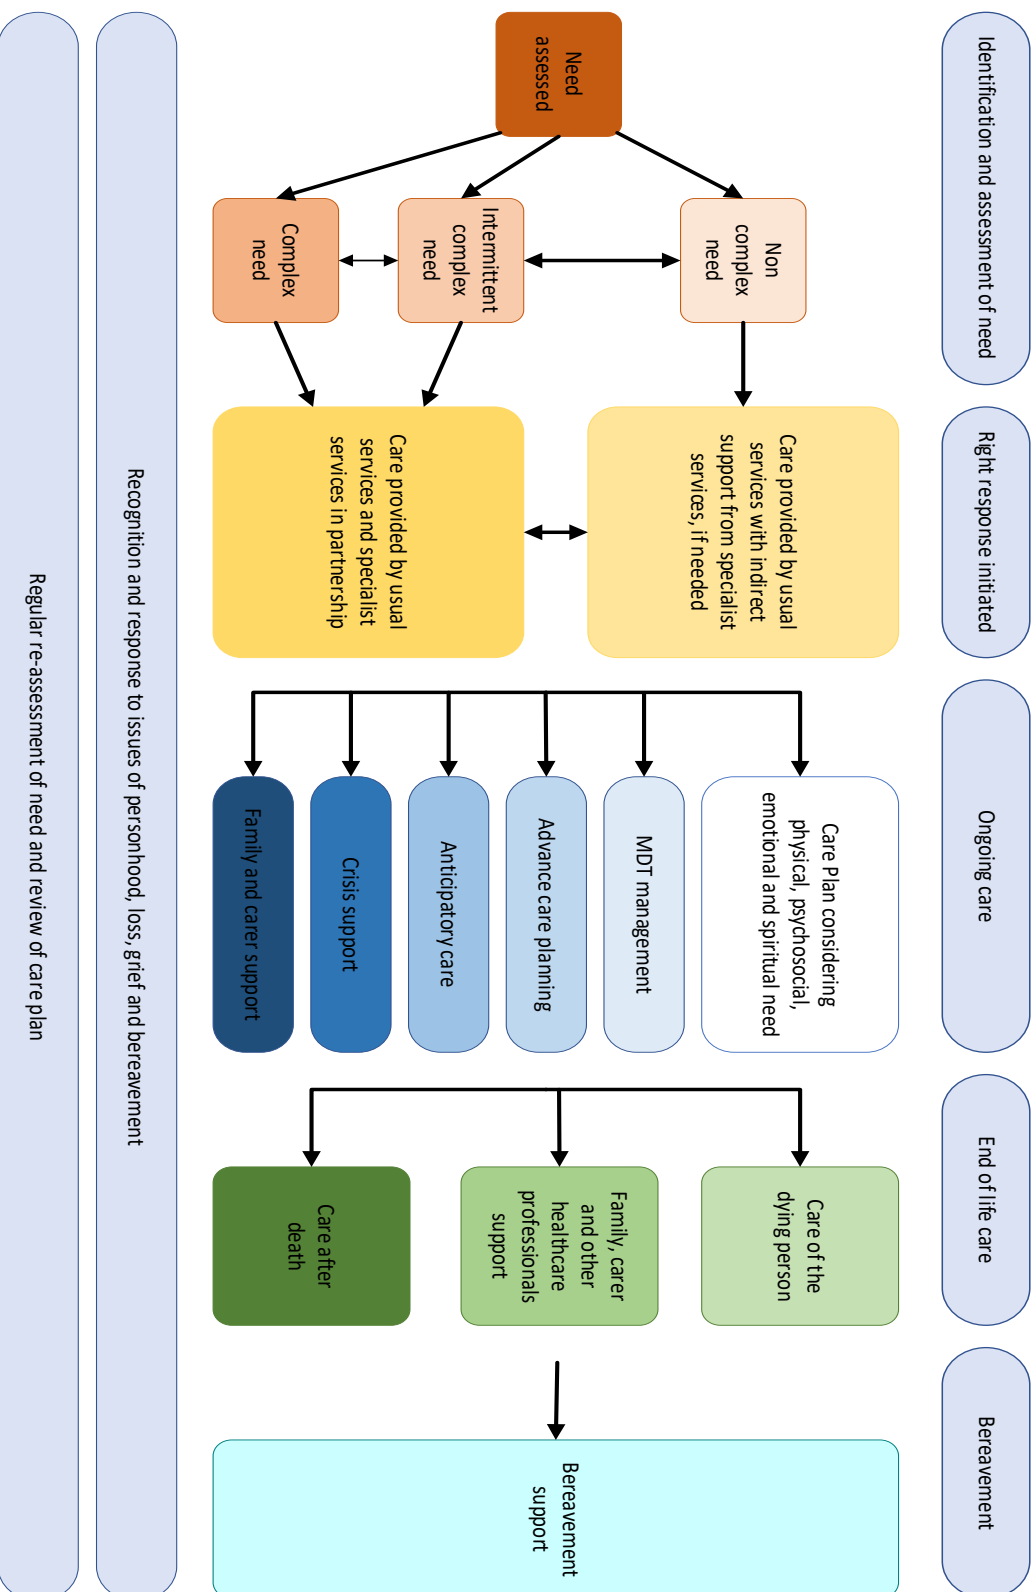 Identification and assessment of need
Right response initiated
Ongoing care
End of life care
Bereavement
Need
assessed
Non
complex
need
Intermittent
complex
need
Complex
need
Care provided by usual
services with indirect
support from specialist
services, if needed
Care provided by usual
services and specialist
services in partnership
Care Plan considering
physical, psychosocial,
emotional and spiritual need
MDT management
Advance care planning
Anticipatory care
Crisis support
Family and carer support
Care of the
dying person
Family, carer
and other
healthcare
professionals
support
Care after
death
Bereavement
support
Recognition and response to issues of personhood, loss, grief and bereavement
Regular re-assessment of need and review of care plan